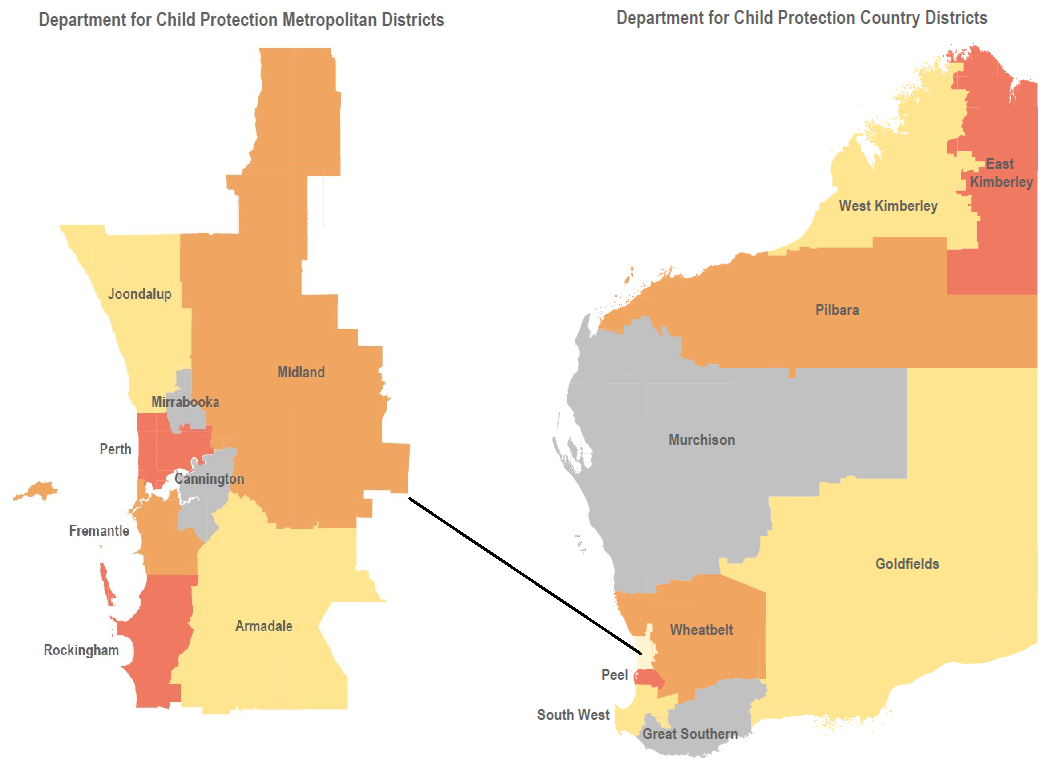 Department for Child Protection Metropolitan Districts
Department for Child Protection Country Districts
East
Kimberley
West Kimberley
Joondalup
Pilbara
Midland
Mirrabooka
Perth
Murchison
Cannington
Fremantle
Goldfields
Armadale
Wheatbelt
Rockingham
Peel
South West
Great Southern